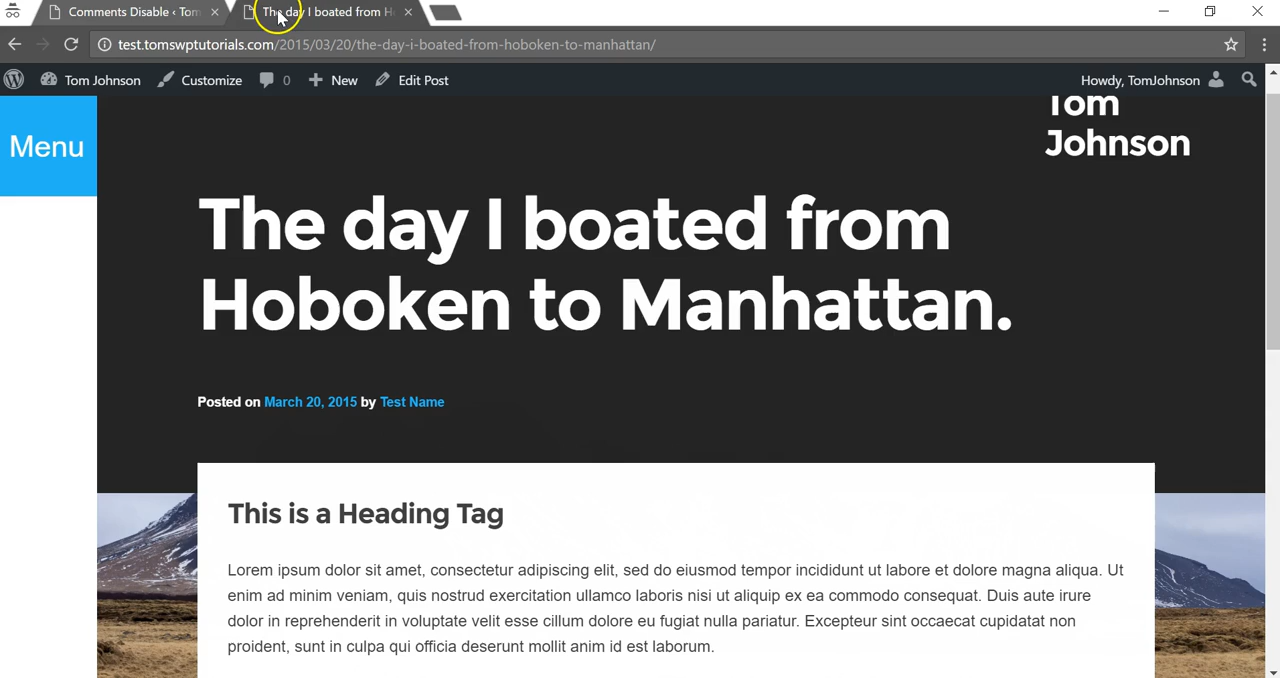 Comments Disable ‹ Tom
The day I boated from H
test.tomswptutorials.com/2015/03/20/the-day-i-boated-from-hoboken-to-manhattan/
Tom Johnson Customize 0 New Edit Post Howdy, TomJohnson
Menu
Tom
Johnson
The day I boated from
Hoboken to Manhattan.
Posted on March 20, 2015 by Test Name
This is a Heading Tag
Lorem ipsum dolor sit amet, consectetur adipiscing elit, sed do eiusmod tempor incididunt ut labore et dolore magna aliqua. Ut
enim ad minim veniam, quis nostrud exercitation ullamco laboris nisi ut aliquip ex ea commodo consequat. Duis aute irure
dolor in reprehenderit in voluptate velit esse cillum dolore eu fugiat nulla pariatur. Excepteur sint occaecat cupidatat non
proident, sunt in culpa qui officia deserunt mollit anim id est laborum.